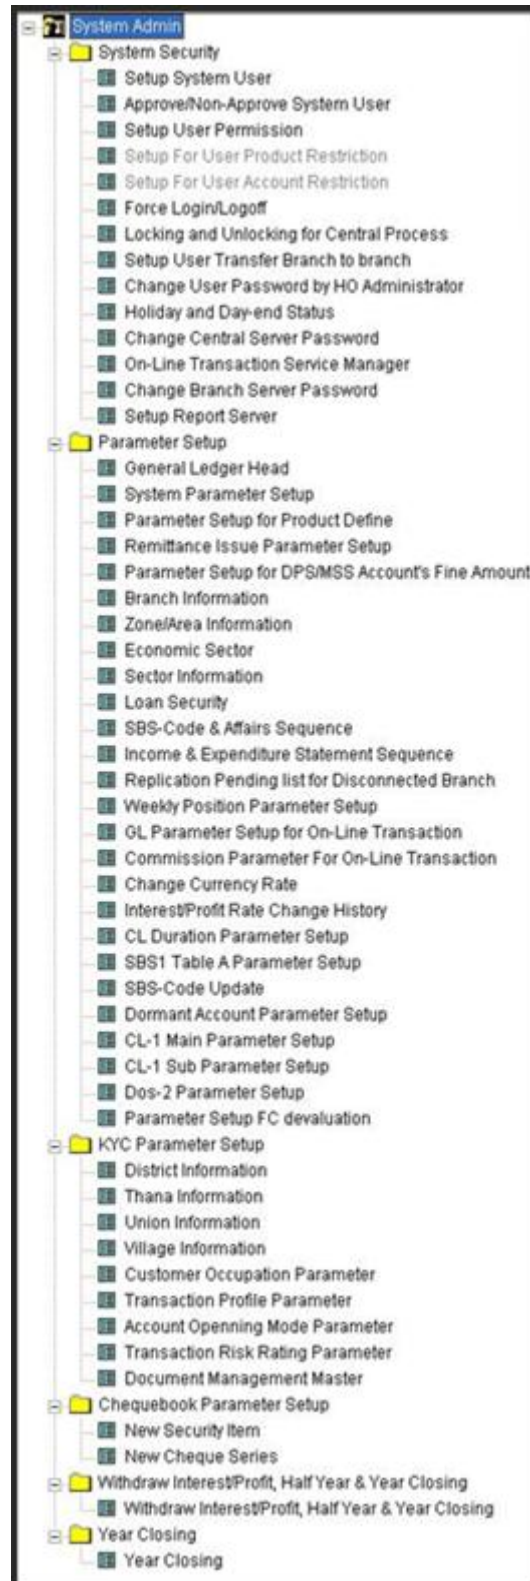 System Admin
System Security
Setup System User
Approve/Non-Approve System User
Setup User Permission
Setup For User Product Restriction
Setup For User Account Restriction
Force Login/Logoff
Locking and Unlocking for Central Process
Setup User Transfer Branch to branch
Change User Password by HO Administrator
Holiday and Day-end Status
Change Central Server Password
On-Line Transaction Service Manager
Change Branch Server Password
Setup Report Server
Parameter Setup
General Ledger Head
System Parameter Setup
Parameter Setup for Product Define
Remittance Issue Parameter Setup
Parameter Setup for DPS/MSS Account's Fine Amount
Branch Information
Zone/Area Information
Economic Sector
Sector Information
Loan Security
SBS-Code & Affairs Sequence
Income & Expenditure Statement Sequence
Replication Pending list for Disconnected Branch
Weekly Position Parameter Setup
GL Parameter Setup for On-Line Transaction
Commission Parameter For On-Line Transaction
Change Currency Rate
Interest/Profit Rate Change History
CL Duration Parameter Setup
SBS1 Table A Parameter Setup
SBS-Code Update
Dormant Account Parameter Setup
CL-1 Main Parameter Setup
CL-1 Sub Parameter Setup
Dos-2 Parameter Setup
Parameter Setup FC devaluation
KYC Parameter Setup
District Information
Thana Information
Union Information
Village Information
Customer Occupation Parameter
Transaction Profile Parameter
Account Openning Mode Parameter
Transaction Risk Rating Parameter
Document Management Master
Chequebook Parameter Setup
New Security Item
New Cheque Series
Withdraw Interest/Profit, Half Year & Year Closing
Withdraw Interest/Profit, Half Year & Year Closing
Year Closing
Year Closing